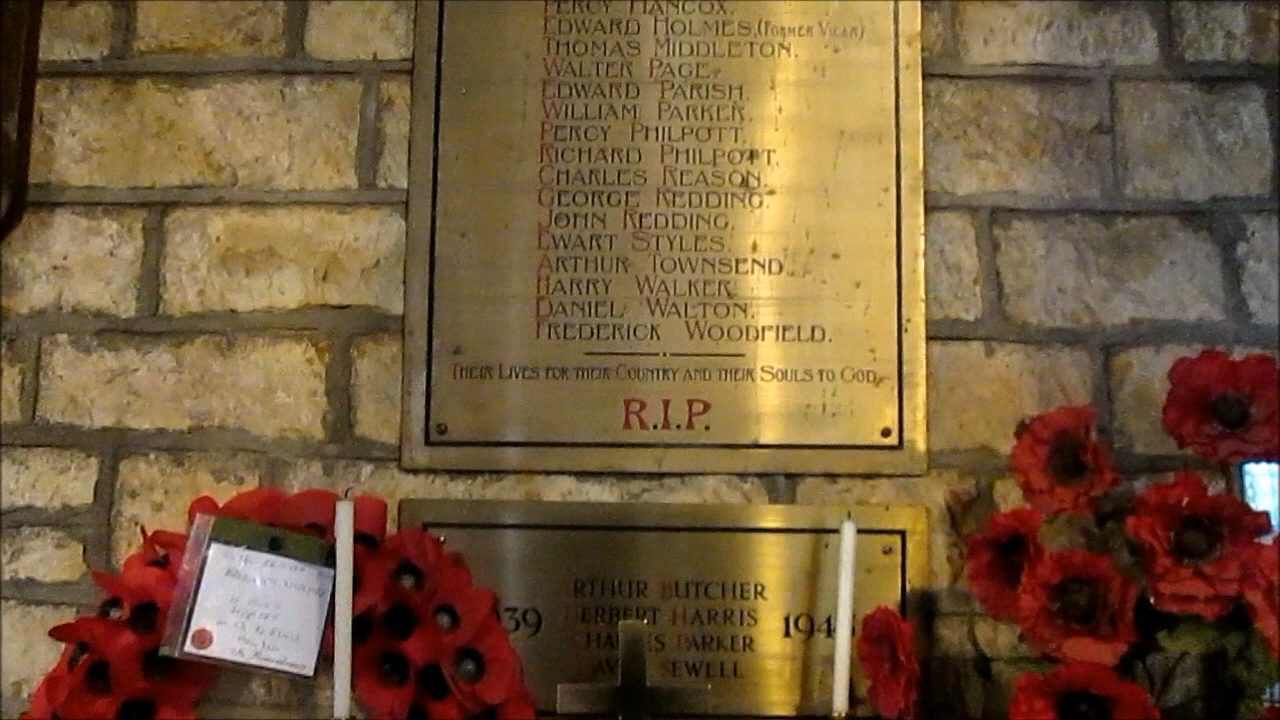 PERCY HANCOX.
EDWARD HOLMES, (FORMER VICAR)
THOMAS MIDDLETON.
WALTER PAGE.
EDWARD PARISH.
WILLIAM PARKER.
PERCY PHILPOTT.
RICHARD PHILPOTT.
CHARLES REASON.
GEORGE REDDING.
JOHN REDDING.
EWART STYLES.
ARTHUR TOWNSEND.
HARRY WALKER.
DANIEL WALTON.
FREDERICK WOODFIELD.
THEIR LIVES FOR THEIR COUNTRY AND THEIR SOULS TO GOD.
R.I.P.
ARTHUR BUTCHER
39 HERBERT HARRIS 194
PARKER
SEWELL